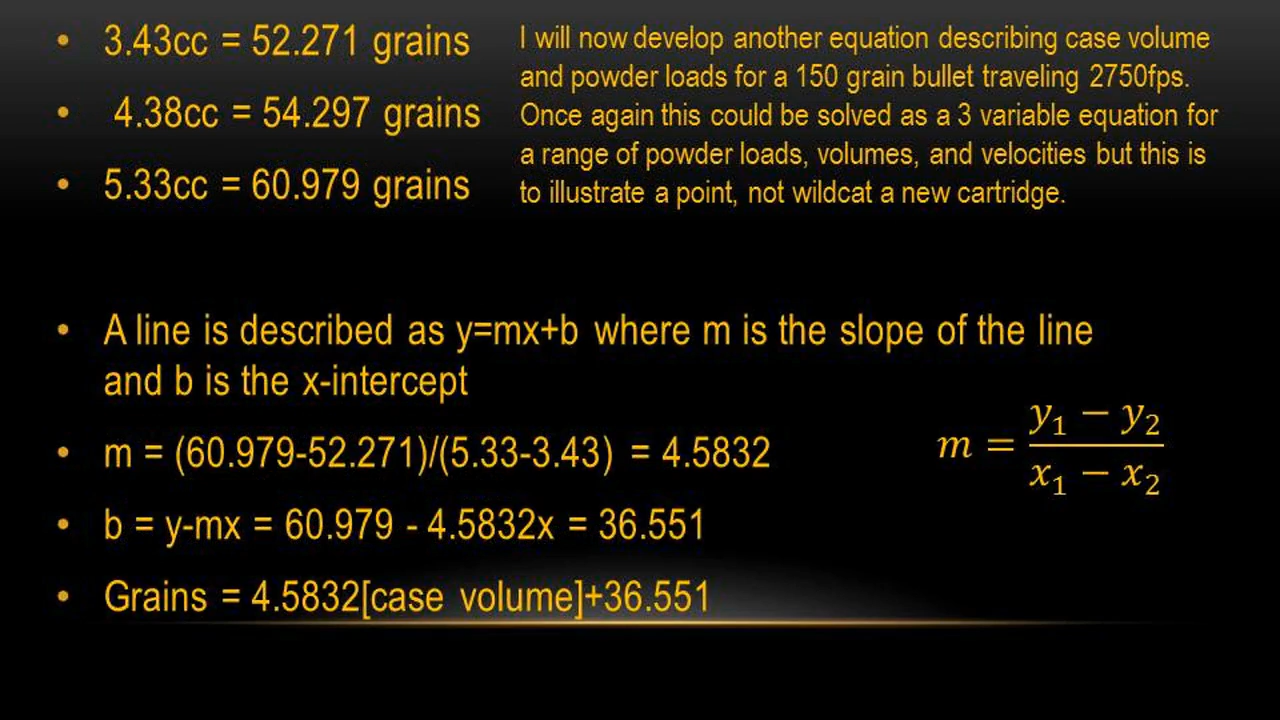 • 3.43cc = 52.271 grains
• 4.38cc = 54.297 grains
• 5.33cc = 60.979 grains
I will now develop another equation describing case volume
and powder loads for a 150 grain bullet traveling 2750fps.
Once again this could be solved as a 3 variable equation for
a range of powder loads, volumes, and velocities but this is
to illustrate a point, not wildcat a new cartridge.
• A line is described as y=mx+b where m is the slope of the line
and b is the x-intercept
• m = (60.979-52.271)/(5.33-3.43) = 4.5832
m = (y₁ − y₂)/(x₁ − x₂)
• b = y-mx = 60.979 - 4.5832x = 36.551
• Grains = 4.5832[case volume]+36.551